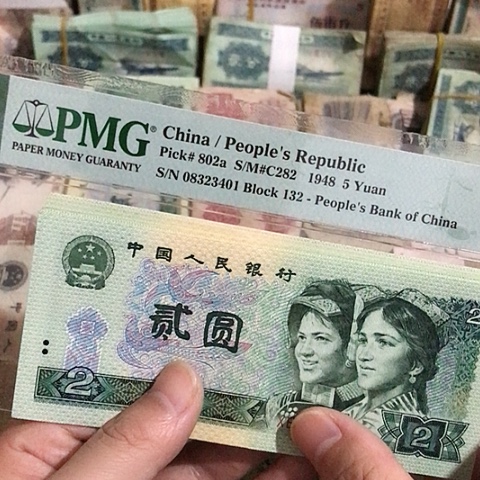 PMG®
PAPER MONEY GUARANTY
China / People's Republic
Pick# 802a S/M#C282 1948 5 Yuan
S/N 08323401 Block 132 - People's Bank of China
中国人民银行
贰圆
2
2
2